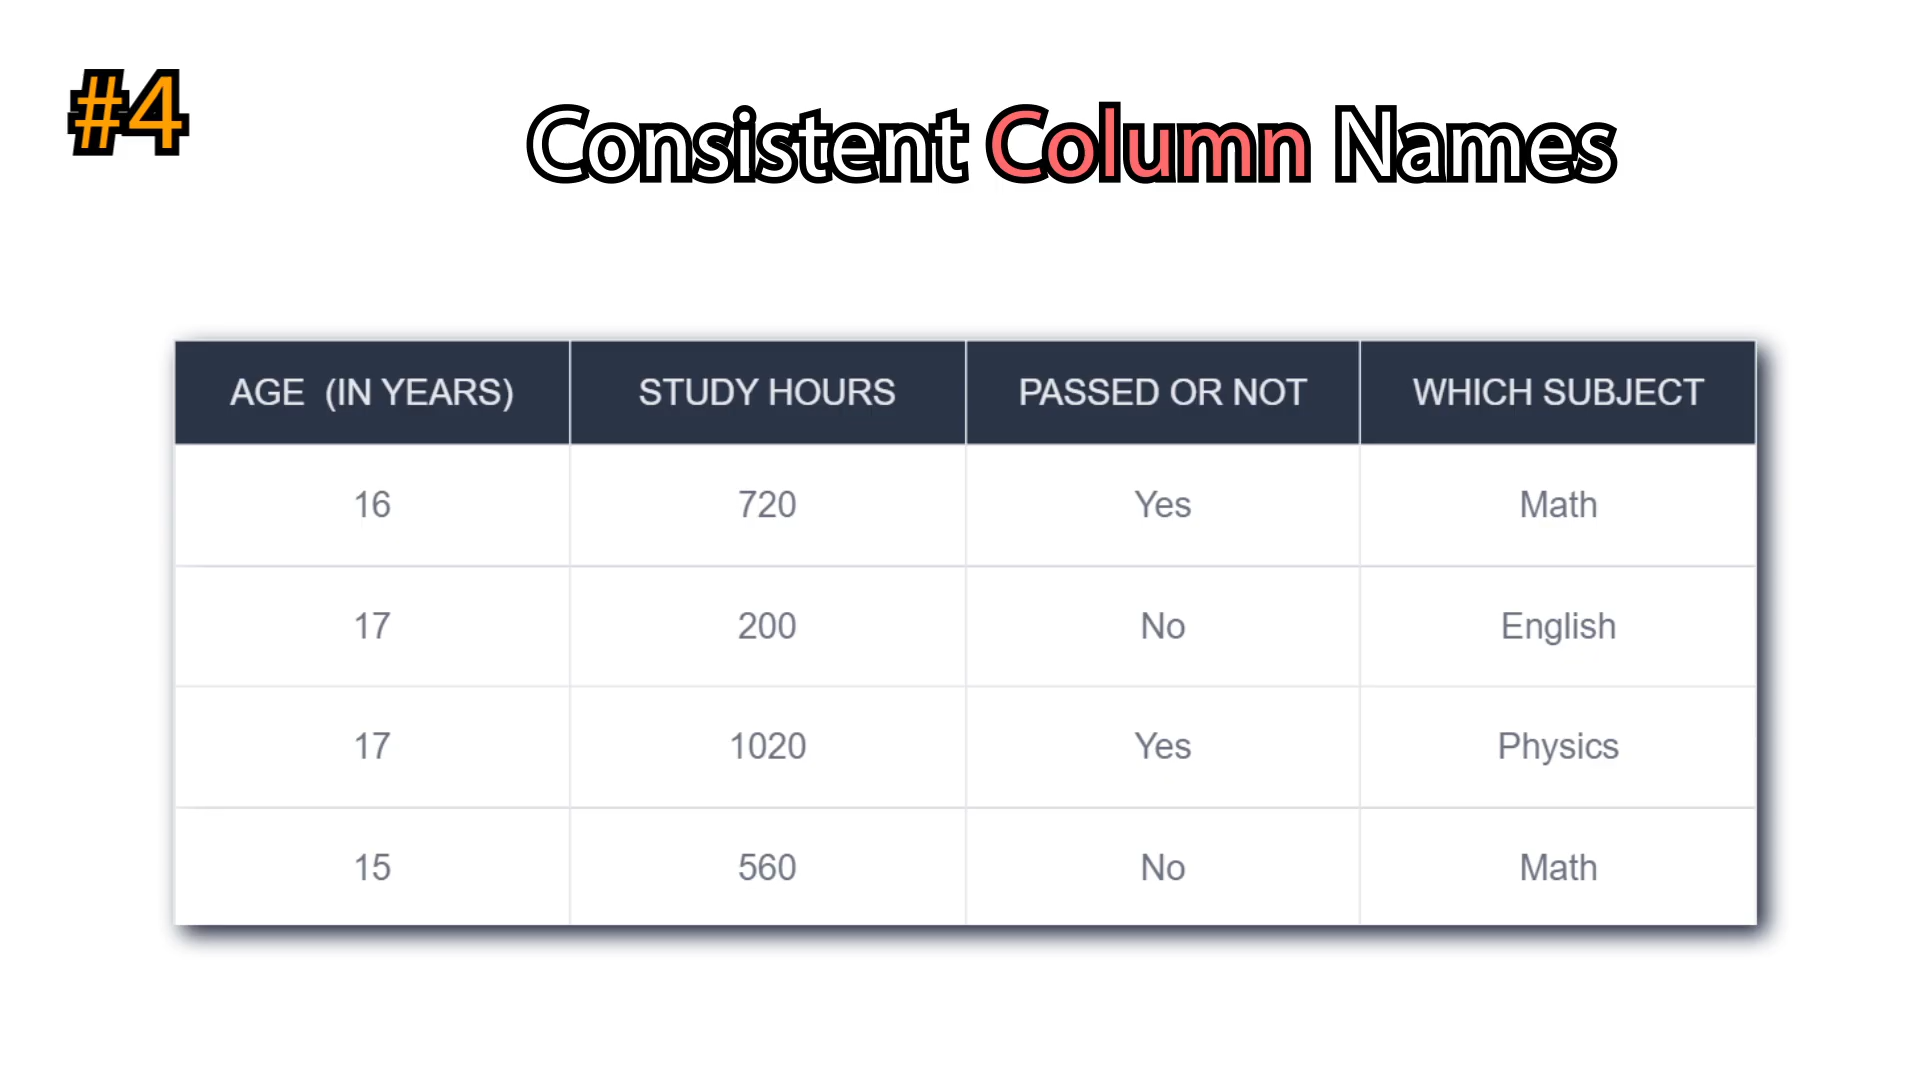 #4
Consistent Column Names
AGE  (IN YEARS) STUDY HOURS PASSED OR NOT WHICH SUBJECT
16 720 Yes Math
17 200 No English
17 1020 Yes Physics
15 560 No Math